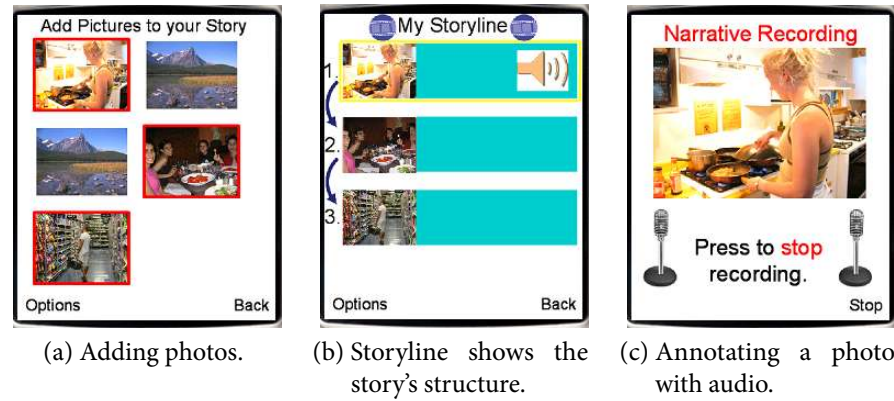 Add Pictures to your Story
Options Back
(a) Adding photos.
My Storyline
1.
2.
3.
Options Back
(b) Storyline shows the
story's structure.
Narrative Recording
Press to stop
recording.
Stop
(c) Annotating a photo
with audio.